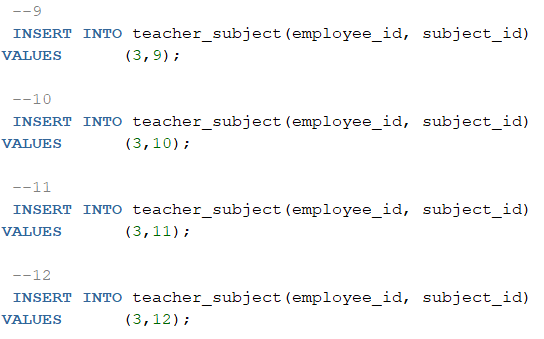 --9
INSERT INTO teacher_subject(employee_id, subject_id)
VALUES (3,9);
--10
INSERT INTO teacher_subject(employee_id, subject_id)
VALUES (3,10);
--11
INSERT INTO teacher_subject(employee_id, subject_id)
VALUES (3,11);
--12
INSERT INTO teacher_subject(employee_id, subject_id)
VALUES (3,12);